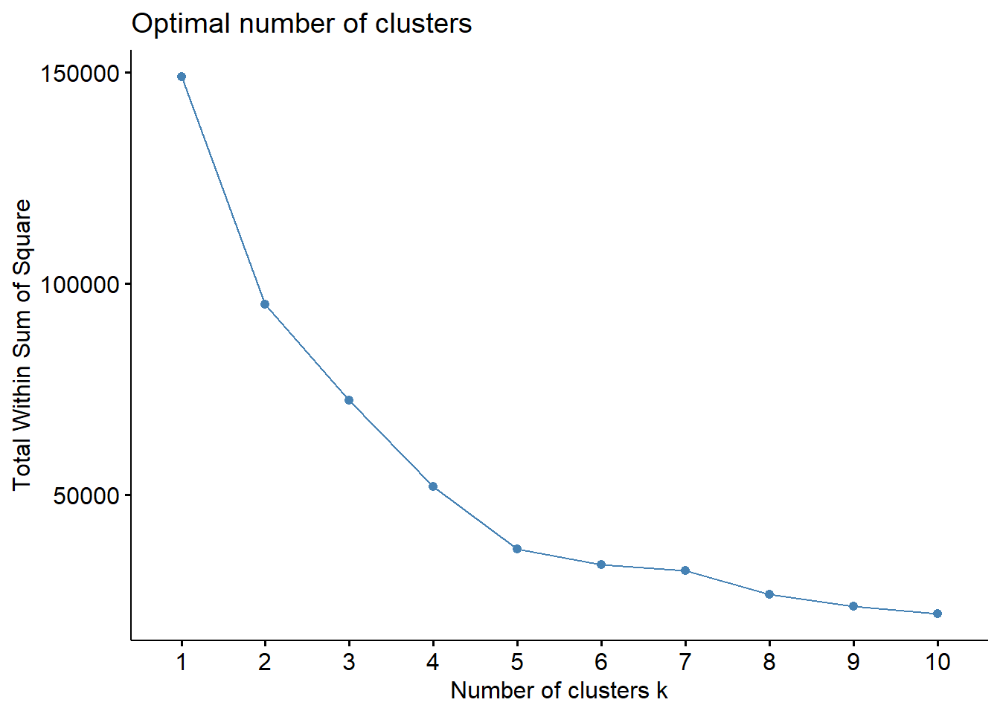 Optimal number of clusters
Total Within Sum of Square
150000
100000
50000
1 2 3 4 5 6 7 8 9 10
Number of clusters k